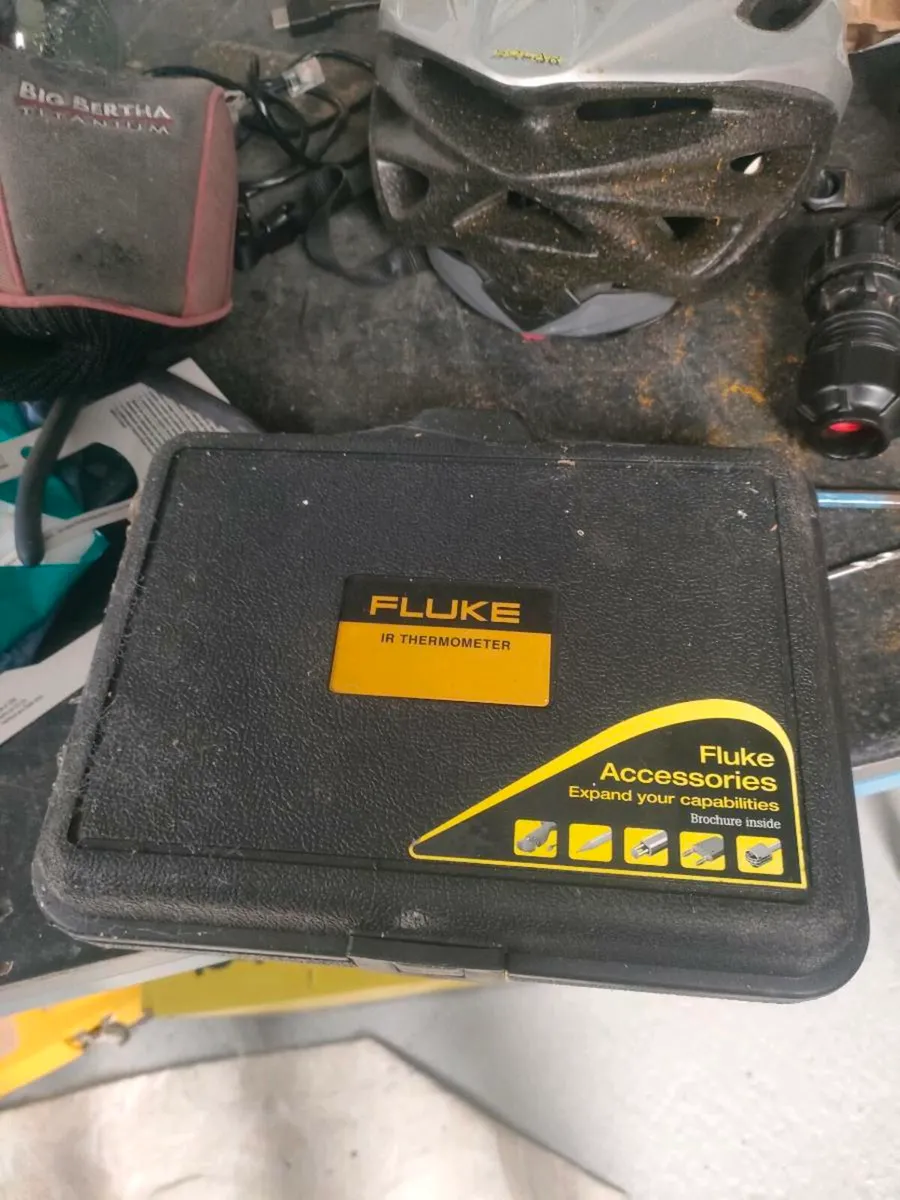 BIG BERTHA
TITANIUM
FLUKE
IR THERMOMETER
Fluke
Accessories
Expand your capabilities
Brochure inside